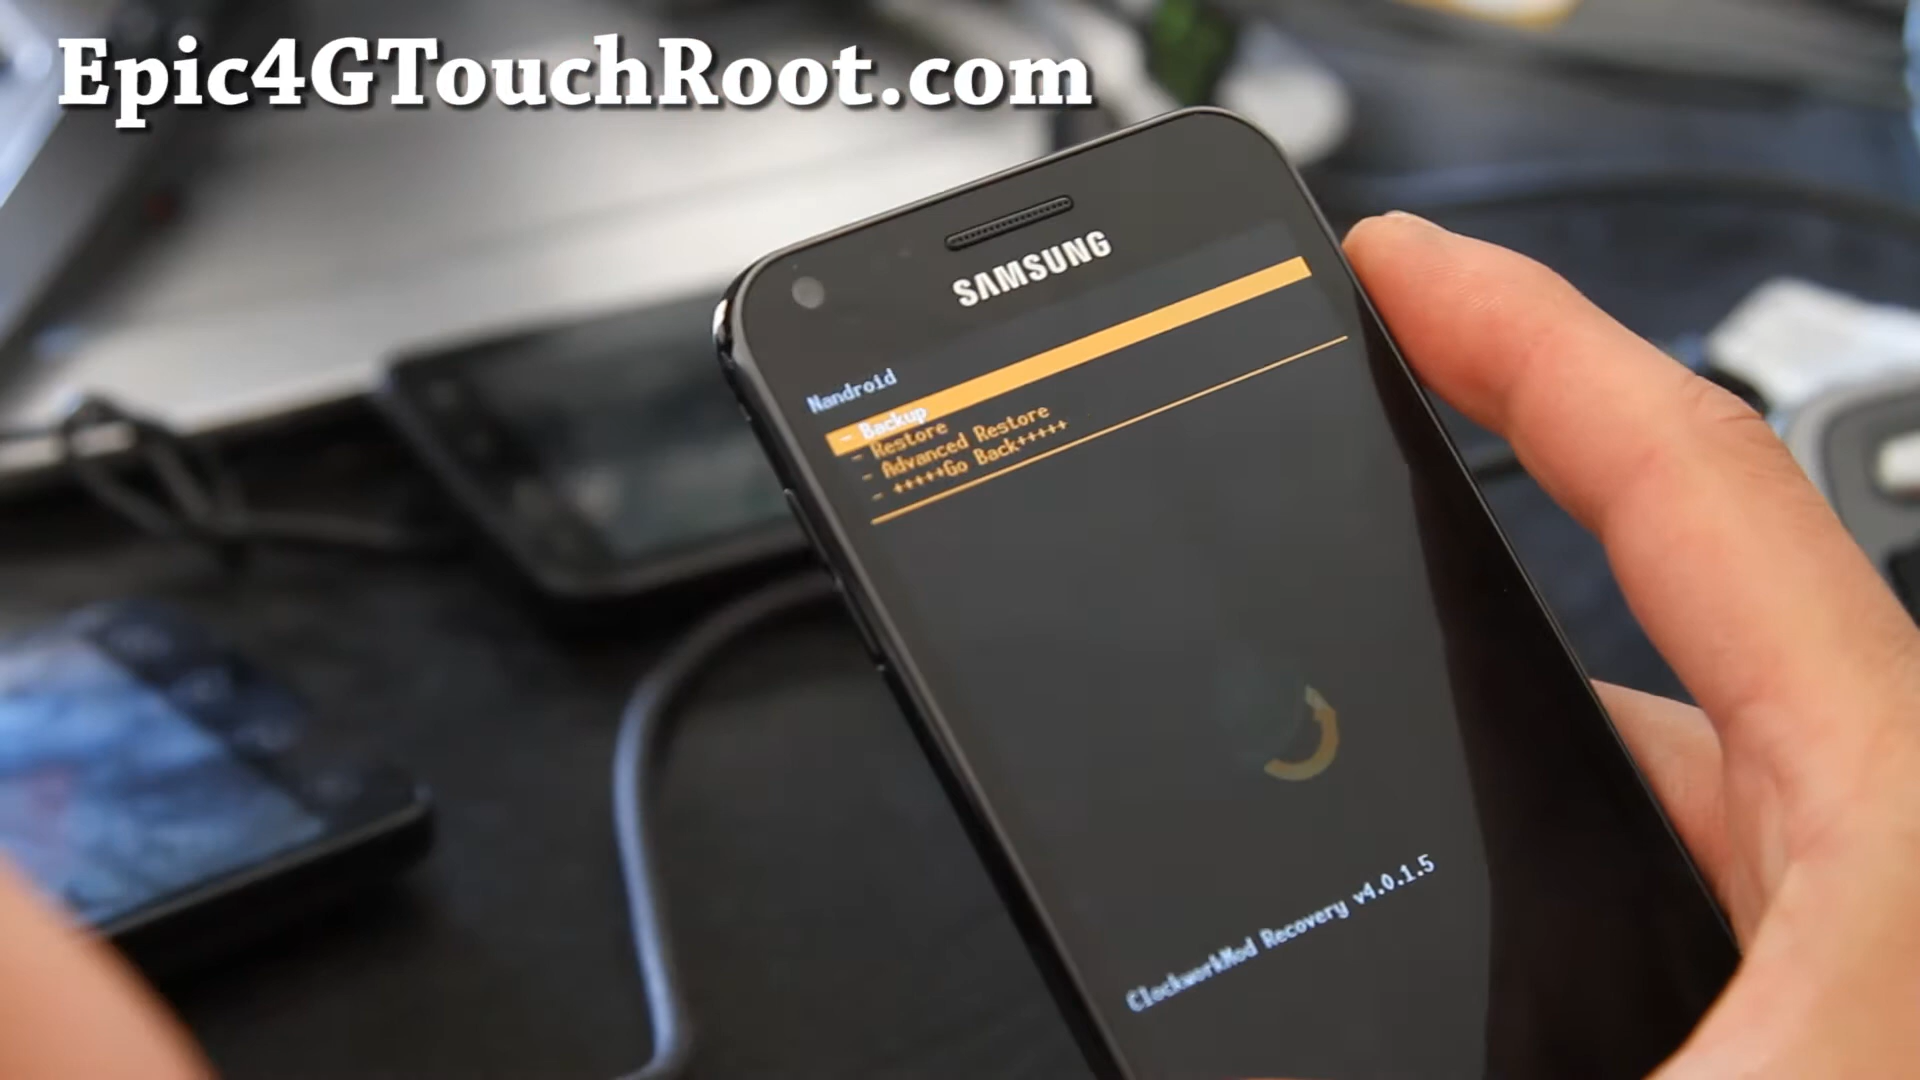 Epic4GTouchRoot.com
SAMSUNG
Nandroid
- Backup
- Restore
- Advanced Restore
- +++++Go Back+++++
ClockworkMod Recovery v4.0.1.5